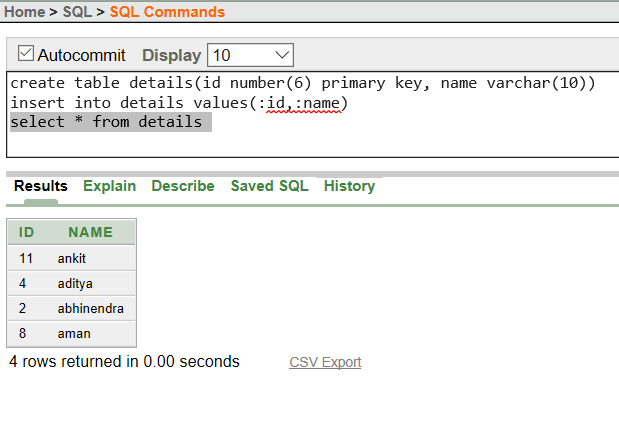 Home > SQL > SQL Commands
Autocommit Display 10
create table details(id number(6) primary key, name varchar(10))
insert into details values(:id,:name)
select * from details
Results Explain Describe Saved SQL History
ID NAME
11 ankit
4 aditya
2 abhinendra
8 aman
4 rows returned in 0.00 seconds CSV Export